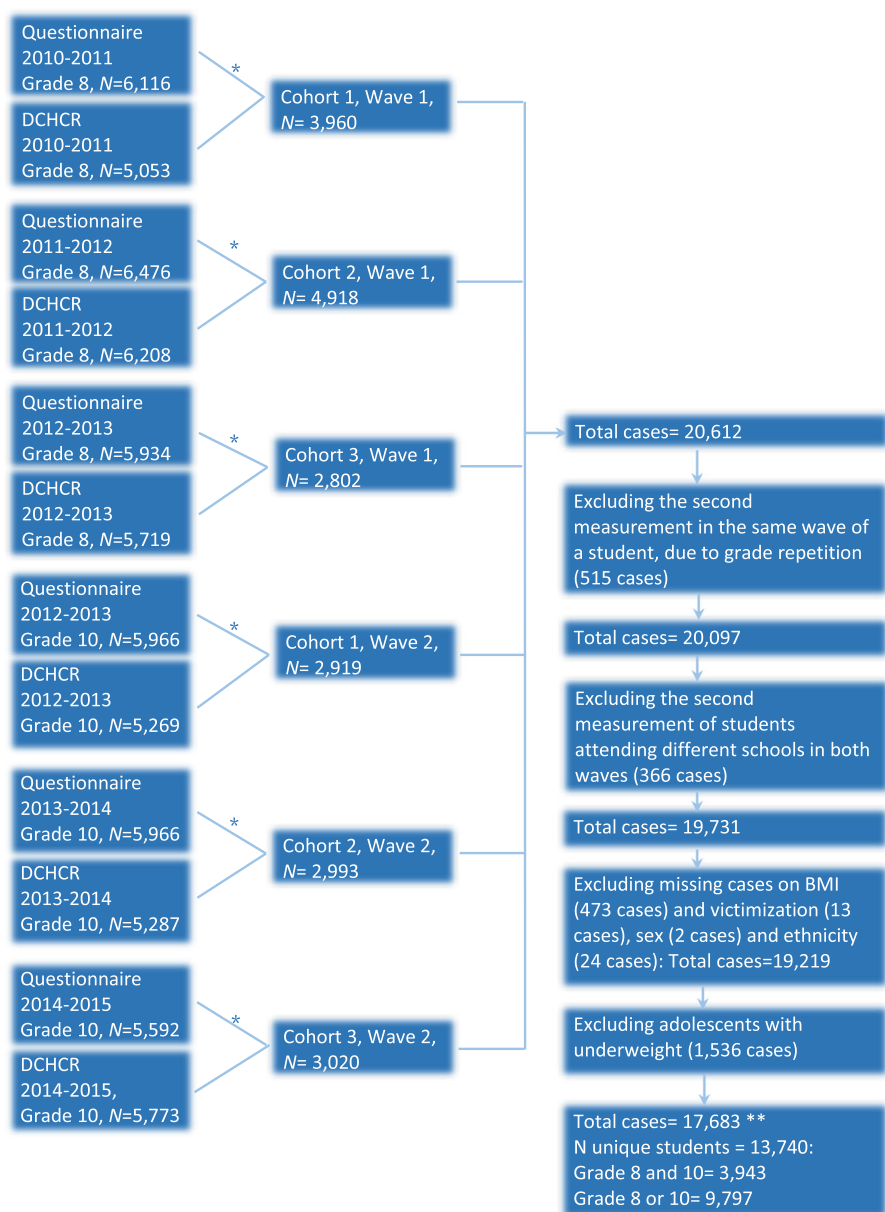 Questionnaire
2010-2011
Grade 8, N=6,116
*
DCHCR
2010-2011
Grade 8, N=5,053
Cohort 1, Wave 1,
N= 3,960
Questionnaire
2011-2012
Grade 8, N=6,476
*
DCHCR
2011-2012
Grade 8, N=6,208
Cohort 2, Wave 1,
N= 4,918
Questionnaire
2012-2013
Grade 8, N=5,934
*
DCHCR
2012-2013
Grade 8, N=5,719
Cohort 3, Wave 1,
N= 2,802
Questionnaire
2012-2013
Grade 10, N=5,966
*
DCHCR
2012-2013
Grade 10, N=5,269
Cohort 1, Wave 2,
N= 2,919
Questionnaire
2013-2014
Grade 10, N=5,966
*
DCHCR
2013-2014
Grade 10, N=5,287
Cohort 2, Wave 2,
N= 2,993
Questionnaire
2014-2015
Grade 10, N=5,592
*
DCHCR
2014-2015,
Grade 10, N=5,773
Cohort 3, Wave 2,
N= 3,020
Total cases= 20,612
Excluding the second
measurement in the same wave of
a student, due to grade repetition
(515 cases)
Total cases= 20,097
Excluding the second
measurement of students
attending different schools in both
waves (366 cases)
Total cases= 19,731
Excluding missing cases on BMI
(473 cases) and victimization (13
cases), sex (2 cases) and ethnicity
(24 cases): Total cases=19,219
Excluding adolescents with
underweight (1,536 cases)
Total cases= 17,683 **
N unique students = 13,740:
Grade 8 and 10= 3,943
Grade 8 or 10= 9,797